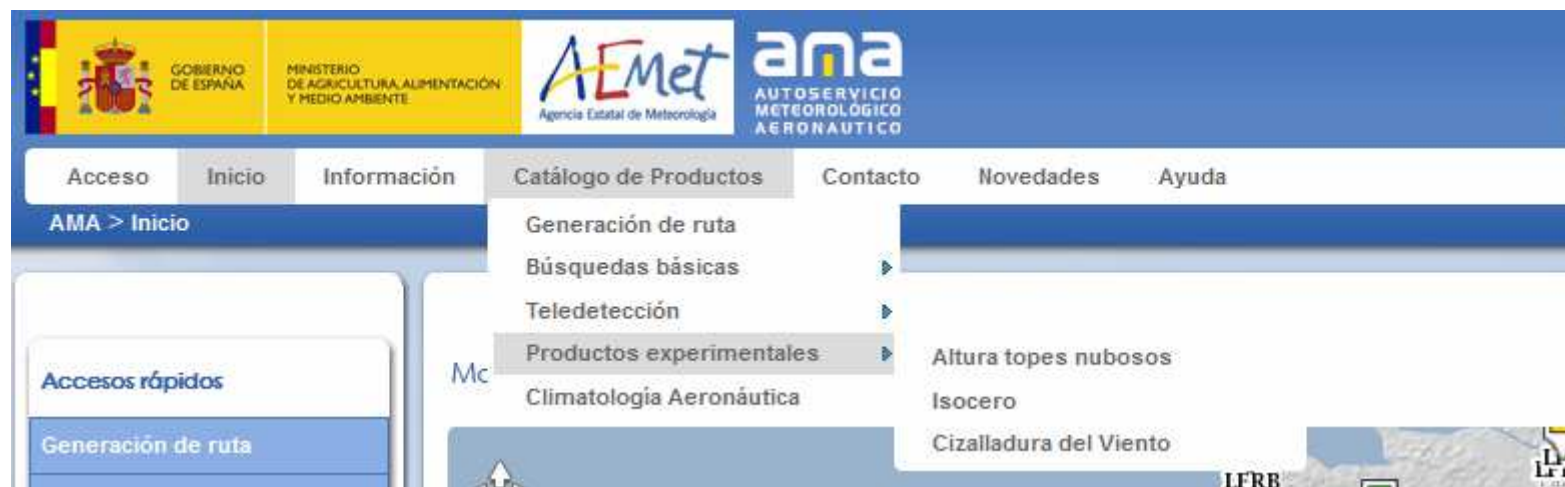 GOBIERNO
DE ESPAÑA
MINISTERIO
DE AGRICULTURA, ALIMENTACIÓN
Y MEDIO AMBIENTE
AEMet
Agencia Estatal de Meteorología
ama
AUTOSERVICIO
METEOROLÓGICO
AERONAUTICO
Acceso Inicio Información Catálogo de Productos Contacto Novedades Ayuda
AMA > Inicio
Generación de ruta
Búsquedas básicas
Teledetección
Productos experimentales
Climatología Aeronáutica
Altura topes nubosos
Isocero
Cizalladura del Viento
Accesos rápidos
Generación de ruta
LFRB